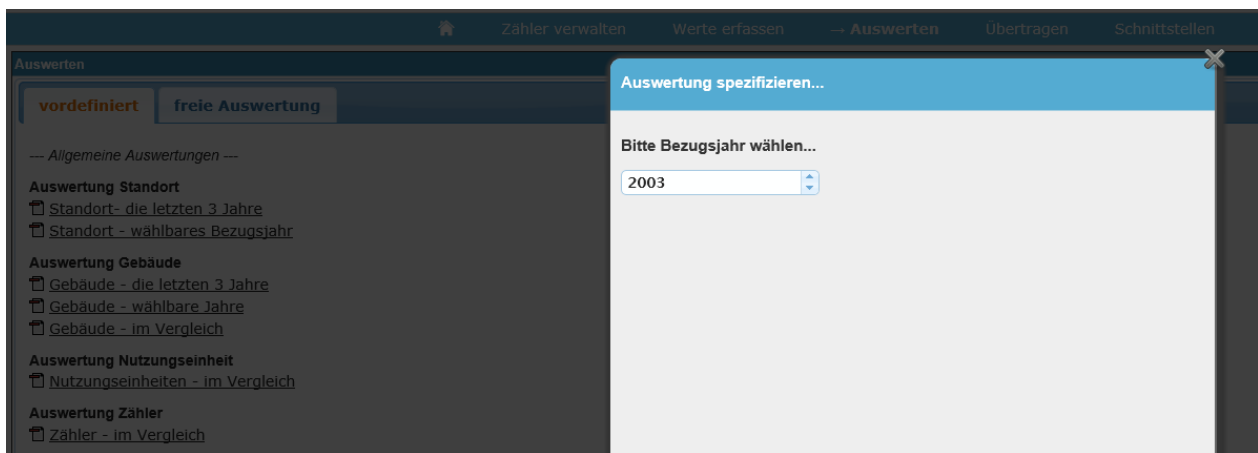 Zähler verwalten Werte erfassen → Auswerten Übertragen Schnittstellen
Auswerten
vordefiniert freie Auswertung
--- Allgemeine Auswertungen ---
Auswertung Standort
Standort- die letzten 3 Jahre
Standort - wählbares Bezugsjahr
Auswertung Gebäude
Gebäude - die letzten 3 Jahre
Gebäude - wählbare Jahre
Gebäude - im Vergleich
Auswertung Nutzungseinheit
Nutzungseinheiten - im Vergleich
Auswertung Zähler
Zähler - im Vergleich
Auswertung spezifizieren...
Bitte Bezugsjahr wählen...
2003